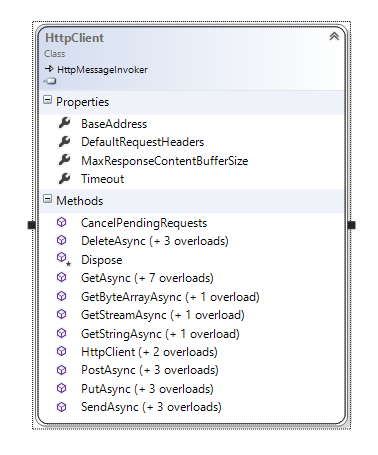 HttpClient
Class
HttpMessageInvoker
Properties
BaseAddress
DefaultRequestHeaders
MaxResponseContentBufferSize
Timeout
Methods
CancelPendingRequests
DeleteAsync (+ 3 overloads)
Dispose
GetAsync (+ 7 overloads)
GetByteArrayAsync (+ 1 overload)
GetStreamAsync (+ 1 overload)
GetStringAsync (+ 1 overload)
HttpClient (+ 2 overloads)
PostAsync (+ 3 overloads)
PutAsync (+ 3 overloads)
SendAsync (+ 3 overloads)